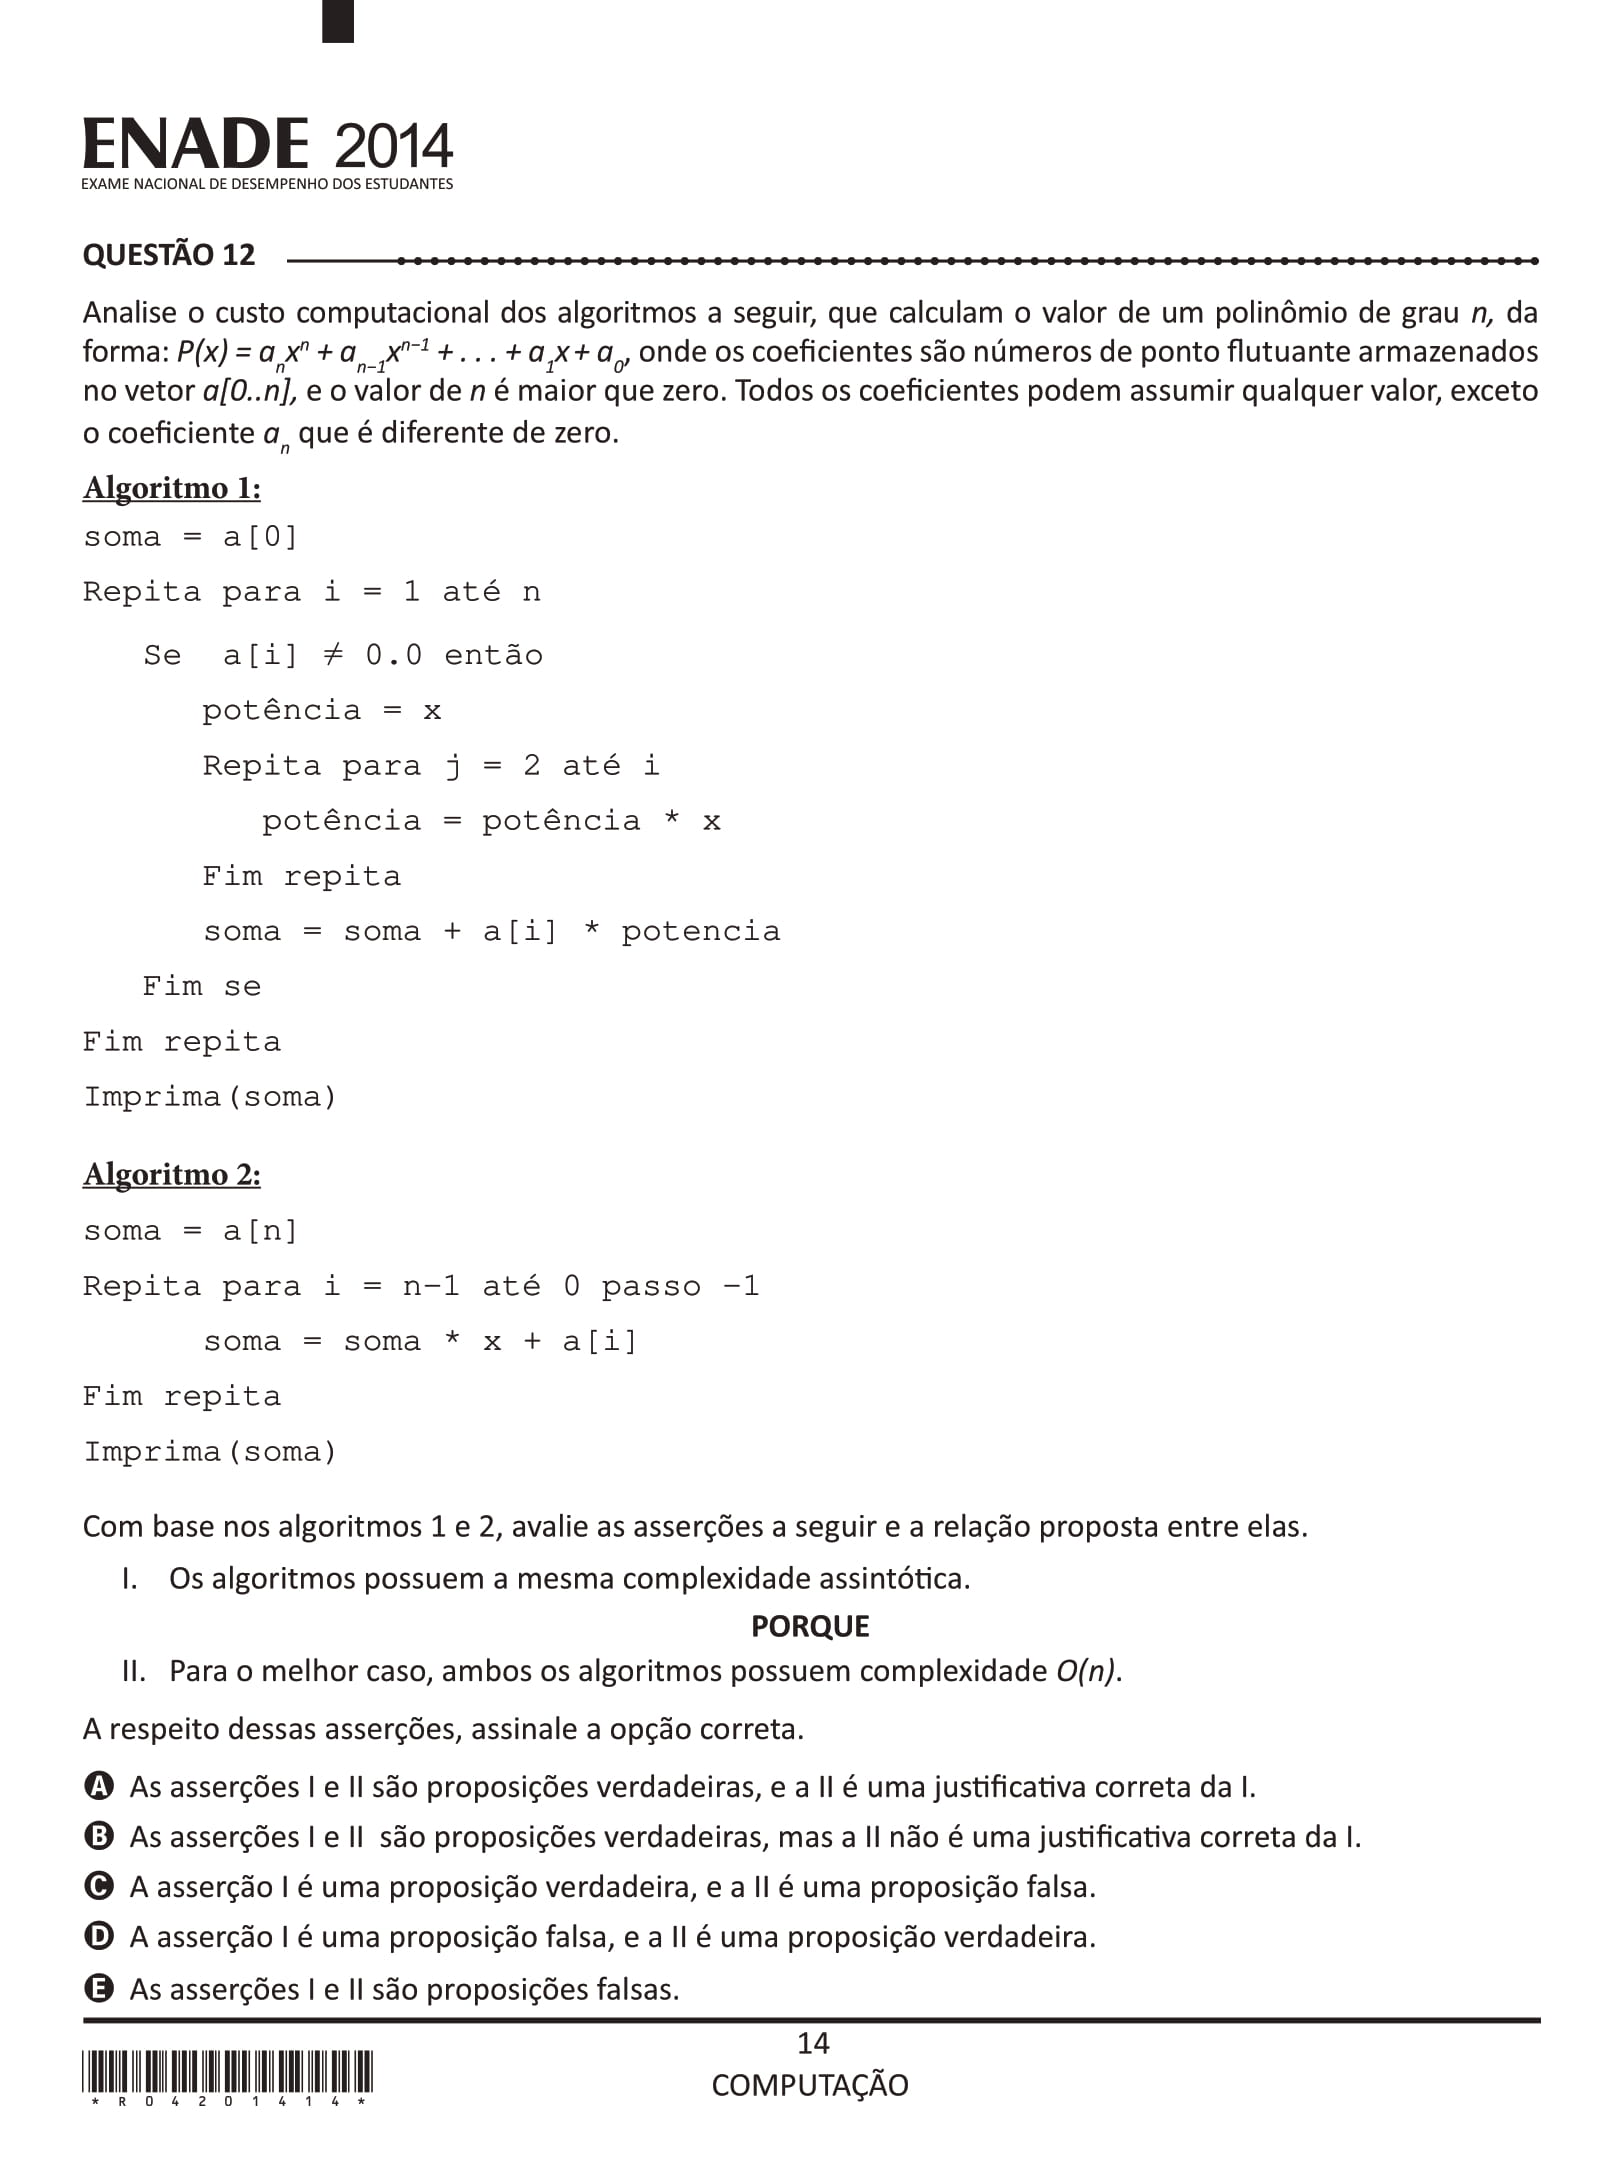 ENADE 2014
EXAME NACIONAL DE DESEMPENHO DOS ESTUDANTES
QUESTÃO 12
Analise o custo computacional dos algoritmos a seguir, que calculam o valor de um polinômio de grau n, da
forma: P(x) = aₙxⁿ + aₙ₋₁xⁿ⁻¹ + . . . + a₁x + a₀, onde os coeficientes são números de ponto flutuante armazenados
no vetor a[0..n], e o valor de n é maior que zero. Todos os coeficientes podem assumir qualquer valor, exceto
o coeficiente aₙ que é diferente de zero.
Algoritmo 1:
soma = a[0]
Repita para i = 1 até n
Se a[i] ≠ 0.0 então
potência = x
Repita para j = 2 até i
potência = potência * x
Fim repita
soma = soma + a[i] * potencia
Fim se
Fim repita
Imprima(soma)
Algoritmo 2:
soma = a[n]
Repita para i = n-1 até 0 passo -1
soma = soma * x + a[i]
Fim repita
Imprima(soma)
Com base nos algoritmos 1 e 2, avalie as asserções a seguir e a relação proposta entre elas.
I. Os algoritmos possuem a mesma complexidade assintótica.
PORQUE
II. Para o melhor caso, ambos os algoritmos possuem complexidade O(n).
A respeito dessas asserções, assinale a opção correta.
A As asserções I e II são proposições verdadeiras, e a II é uma justificativa correta da I.
B As asserções I e II são proposições verdadeiras, mas a II não é uma justificativa correta da I.
C A asserção I é uma proposição verdadeira, e a II é uma proposição falsa.
D A asserção I é uma proposição falsa, e a II é uma proposição verdadeira.
E As asserções I e II são proposições falsas.
14
COMPUTAÇÃO
* R 0 4 2 0 1 4 1 4 *